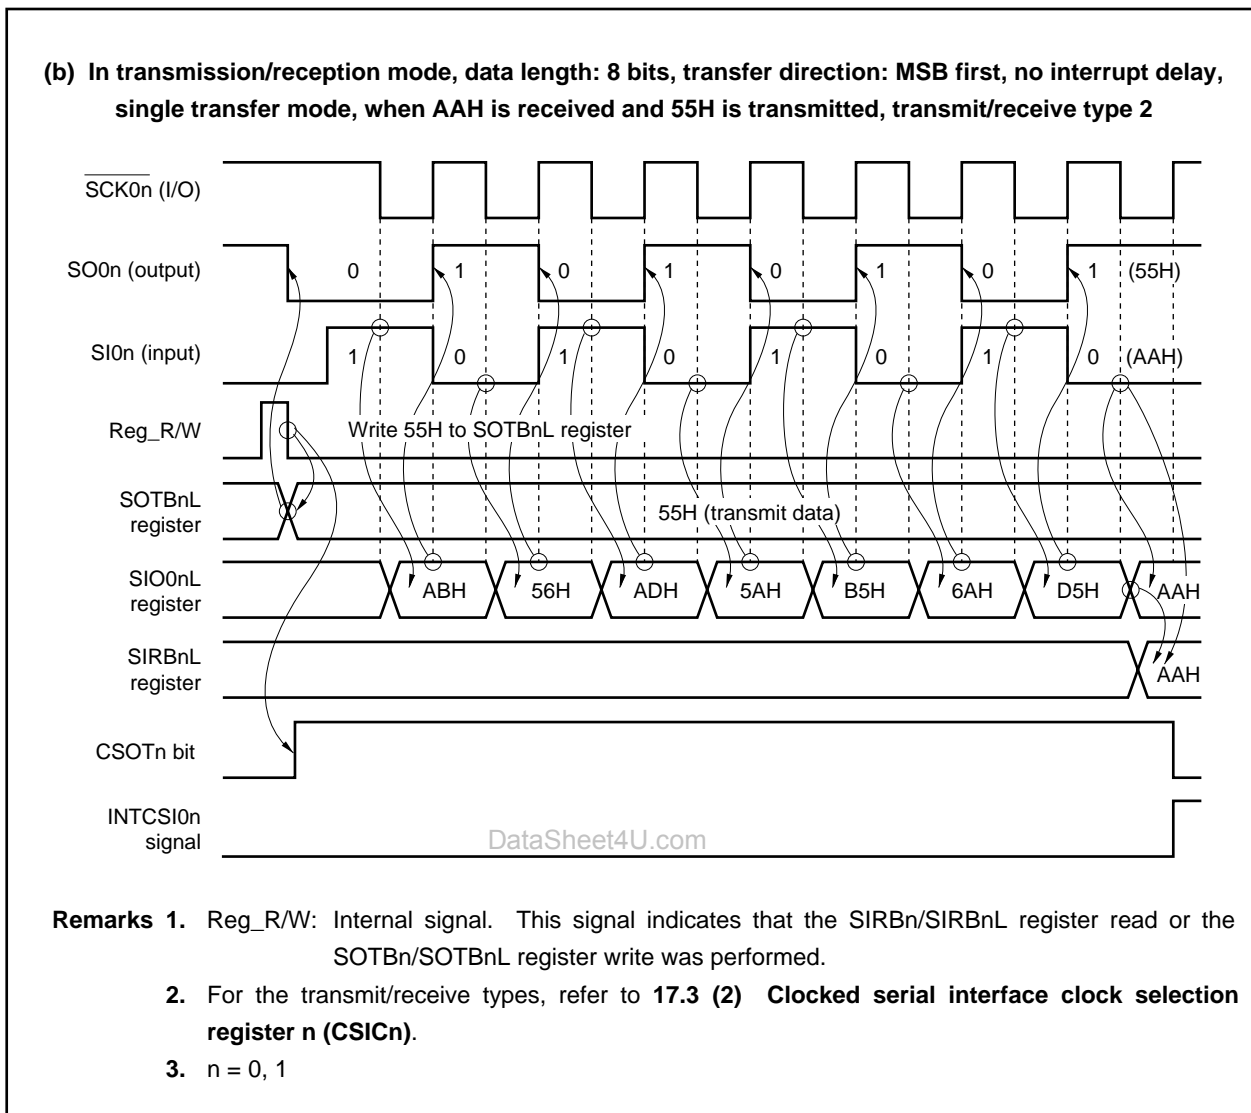 (b) In transmission/reception mode, data length: 8 bits, transfer direction: MSB first, no interrupt delay,
single transfer mode, when AAH is received and 55H is transmitted, transmit/receive type 2
SCK0n (I/O)
SO0n (output)
0 1 0 1 0 1 0 1 (55H)
SI0n (input)
1 0 1 0 1 0 1 0 (AAH)
Reg_R/W
Write 55H to SOTBnL register
SOTBnL
register
55H (transmit data)
SIO0nL
register
ABH 56H ADH 5AH B5H 6AH D5H AAH
SIRBnL
register
AAH
CSOTn bit
INTCSI0n
signal
DataSheet4U.com
Remarks 1. Reg_R/W: Internal signal. This signal indicates that the SIRBn/SIRBnL register read or the
SOTBn/SOTBnL register write was performed.
2. For the transmit/receive types, refer to 17.3 (2) Clocked serial interface clock selection
register n (CSICn).
3. n = 0, 1